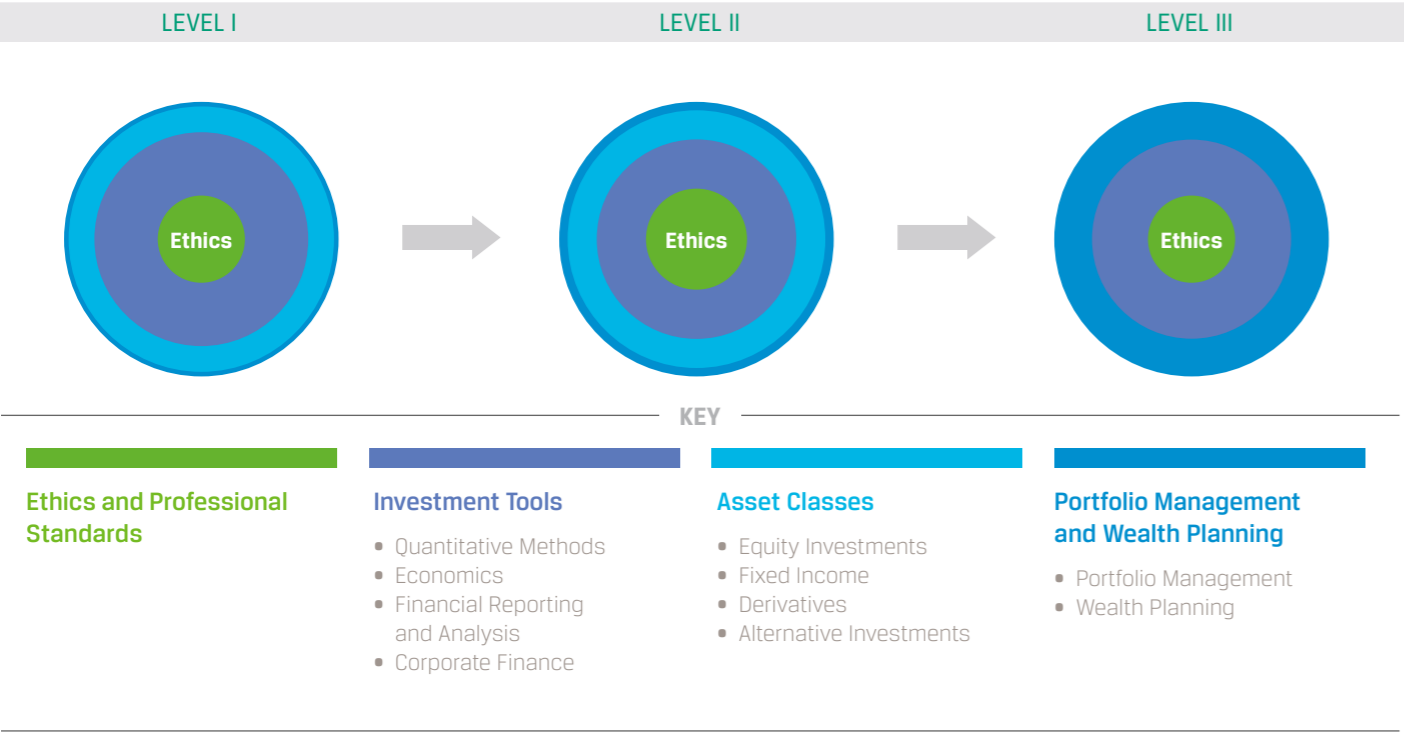 LEVEL I
LEVEL II
LEVEL III
Ethics
Ethics
Ethics
KEY
Ethics and Professional
Standards
Investment Tools
• Quantitative Methods
• Economics
• Financial Reporting
and Analysis
• Corporate Finance
Asset Classes
• Equity Investments
• Fixed Income
• Derivatives
• Alternative Investments
Portfolio Management
and Wealth Planning
• Portfolio Management
• Wealth Planning